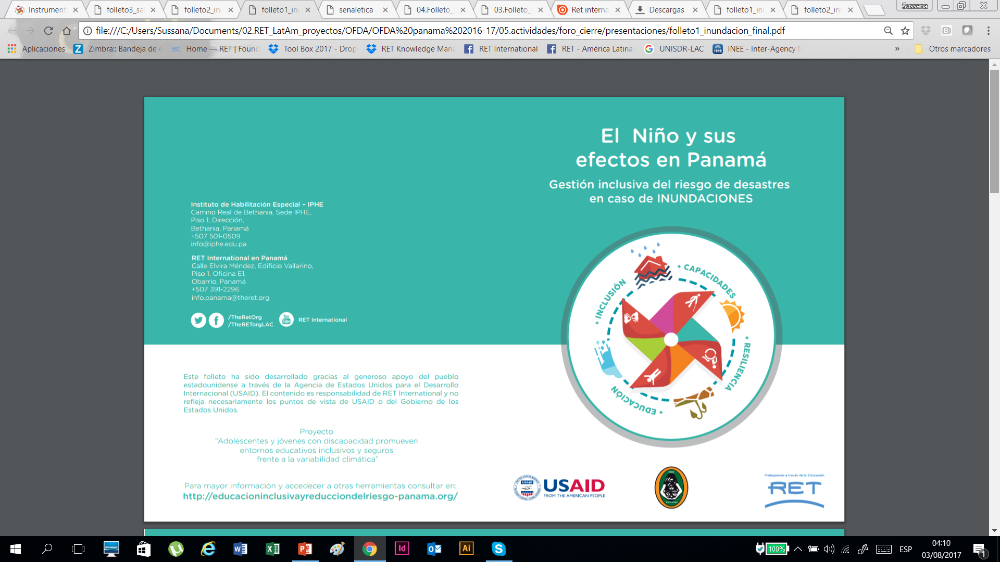 Instrument
folleto3_sa
folleto2_in
folleto1_in
senaletica
04.Folleto_
03.Folleto_
Ret interna
Descargas
folleto1_in
folleto2_in
Sussana
file:///C:/Users/Sussana/Documents/02.RET_LatAm_proyectos/OFDA/OFDA%20panama%202016-17/05.actividades/foro_cierre/presentaciones/folleto1_inundacion_final.pdf
Aplicaciones
Zimbra:: Bandeja de e
Home — RET | Found
Tool Box 2017 - Drop
RET Knowledge Mana
RET International
RET - América Latina
UNISDR-LAC
INEE - Inter-Agency N
»
Otros marcadores
El Niño y sus
efectos en Panamá
Gestión inclusiva del riesgo de desastres
en caso de INUNDACIONES
Instituto de Habilitación Especial – IPHE
Camino Real de Bethania, Sede IPHE,
Piso 1, Dirección,
Bethania, Panamá
+507 501-0509
info@iphe.edu.pa
RET International en Panamá
Calle Elvira Méndez, Edificio Vallarino,
Piso 1, Oficina E1,
Obarrio, Panamá
+507 391-2296
info.panama@theret.org
/TheRetOrg
/TheRETorgLAC
You Tube
RET International
+ INCLUSIÓN
+ CAPACIDADES
+ RESILIENCIA
+ EDUCACIÓN
Este folleto ha sido desarrollado gracias al generoso apoyo del pueblo
estadounidense a través de la Agencia de Estados Unidos para el Desarrollo
Internacional (USAID). El contenido es responsabilidad de RET International y no
refleja necesariamente los puntos de vista de USAID o del Gobierno de los
Estados Unidos.
Proyecto
"Adolescentes y jóvenes con discapacidad promueven
entornos educativos inclusivos y seguros
frente a la variabilidad climática"
Para mayor información y accedecer a otras herramientas consultar en:
http://educacioninclusivayreducciondelriesgo-panama.org/
USAID
USAID
FROM THE AMERICAN PEOPLE
IPHE
PANAMA
Protegiendo a través de la Educación
RET
100%
ESP
04:10
03/08/2017
1